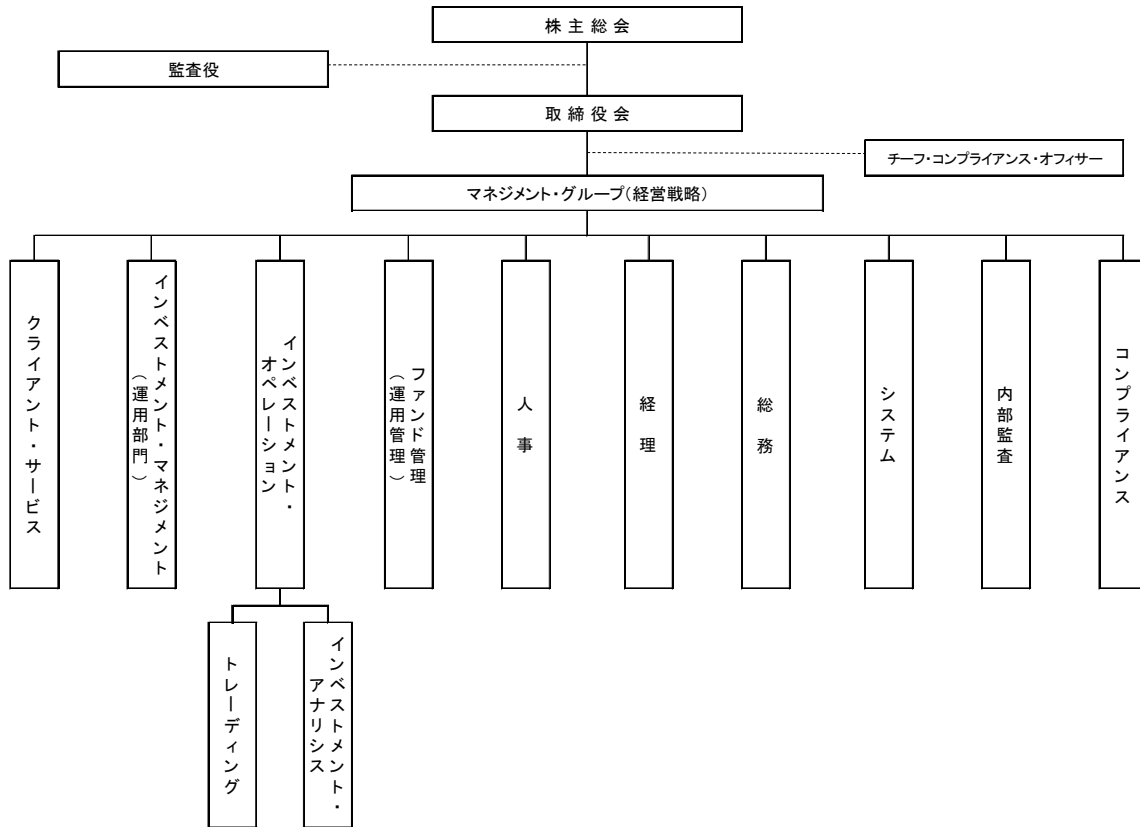 株主総会
監査役
取締役会
チーフ・コンプライアンス・オフィサー
マネジメント・グループ(経営戦略)
クライアント・サービス
インベストメント・マネジメント
（運用部門）
インベストメント・
オペレーション
ファンド管理
（運用管理）
人事
経理
総務
システム
内部監査
コンプライアンス
トレーディング
インベストメント・
アナリシス